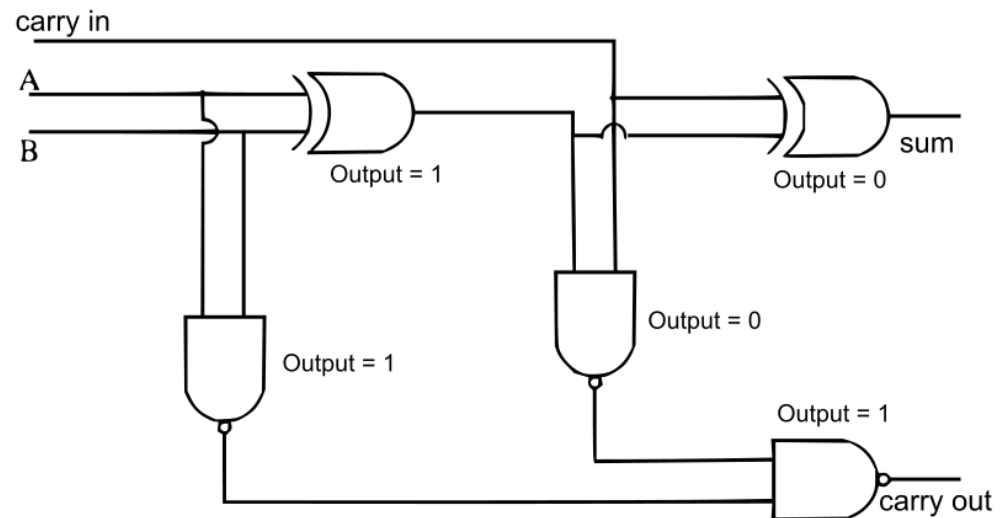 carry in
A
B
Output = 1
sum
Output = 0
Output = 0
Output = 1
Output = 1
carry out